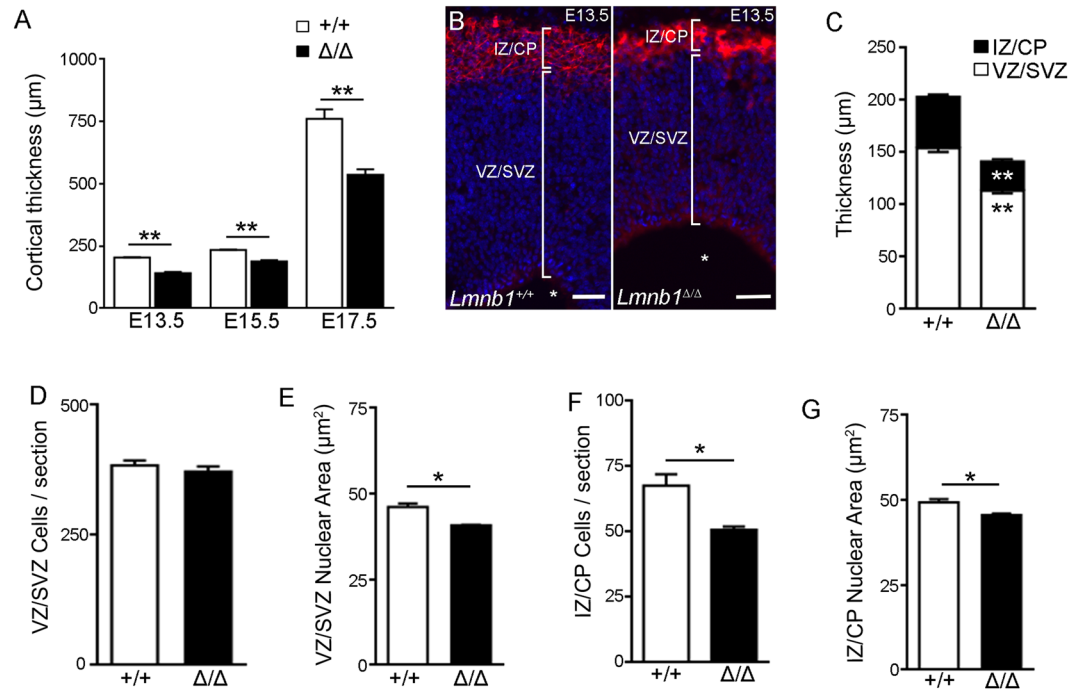 A
+/+
Δ/Δ
Cortical thickness (µm)
1000
750
500
250
0
**
**
**
E13.5
E15.5
E17.5
B
E13.5
IZ/CP
VZ/SVZ
*
Lmnb1+/+
E13.5
IZ/CP
VZ/SVZ
*
Lmnb1Δ/Δ
C
IZ/CP
VZ/SVZ
Thickness (µm)
250
200
150
100
50
0
**
**
+/+
Δ/Δ
D
VZ/SVZ Cells / section
500
250
0
+/+
Δ/Δ
E
VZ/SVZ Nuclear Area (µm²)
75
50
25
0
*
+/+
Δ/Δ
F
IZ/CP Cells / section
100
75
50
25
0
*
+/+
Δ/Δ
G
IZ/CP Nuclear Area (µm²)
75
50
25
0
*
+/+
Δ/Δ